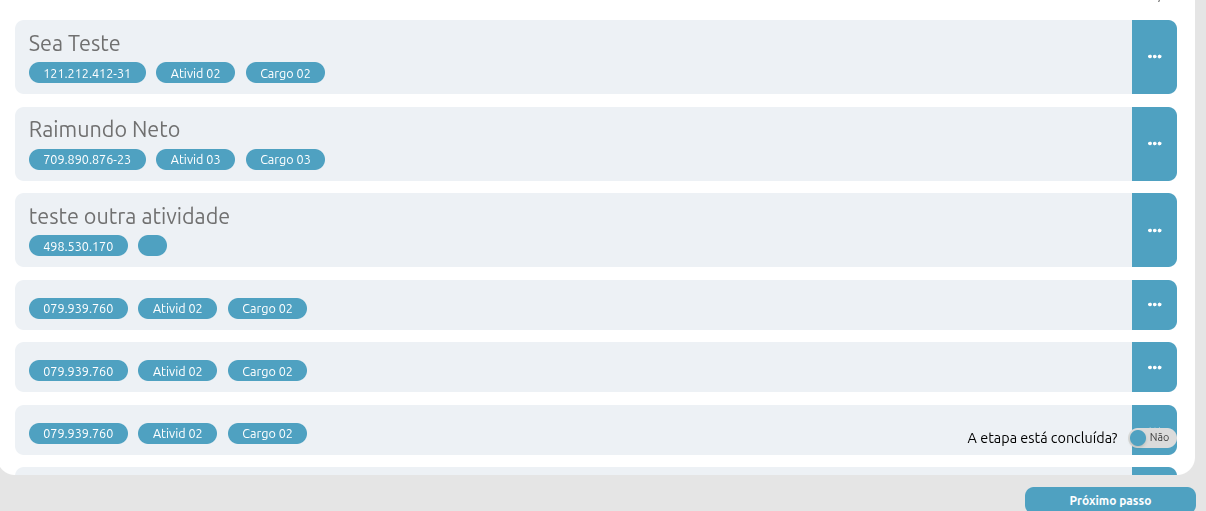 Sea Teste
121.212.412-31 Ativid 02 Cargo 02
Raimundo Neto
709.890.876-23 Ativid 03 Cargo 03
teste outra atividade
498.530.170
079.939.760 Ativid 02 Cargo 02
079.939.760 Ativid 02 Cargo 02
079.939.760 Ativid 02 Cargo 02
A etapa está concluída? Não
Próximo passo